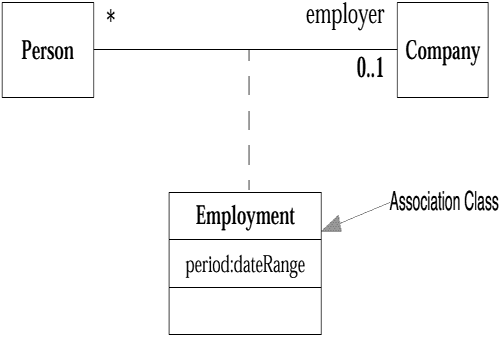 * employer
Person Company
0..1
Association Class
Employment
period:dateRange